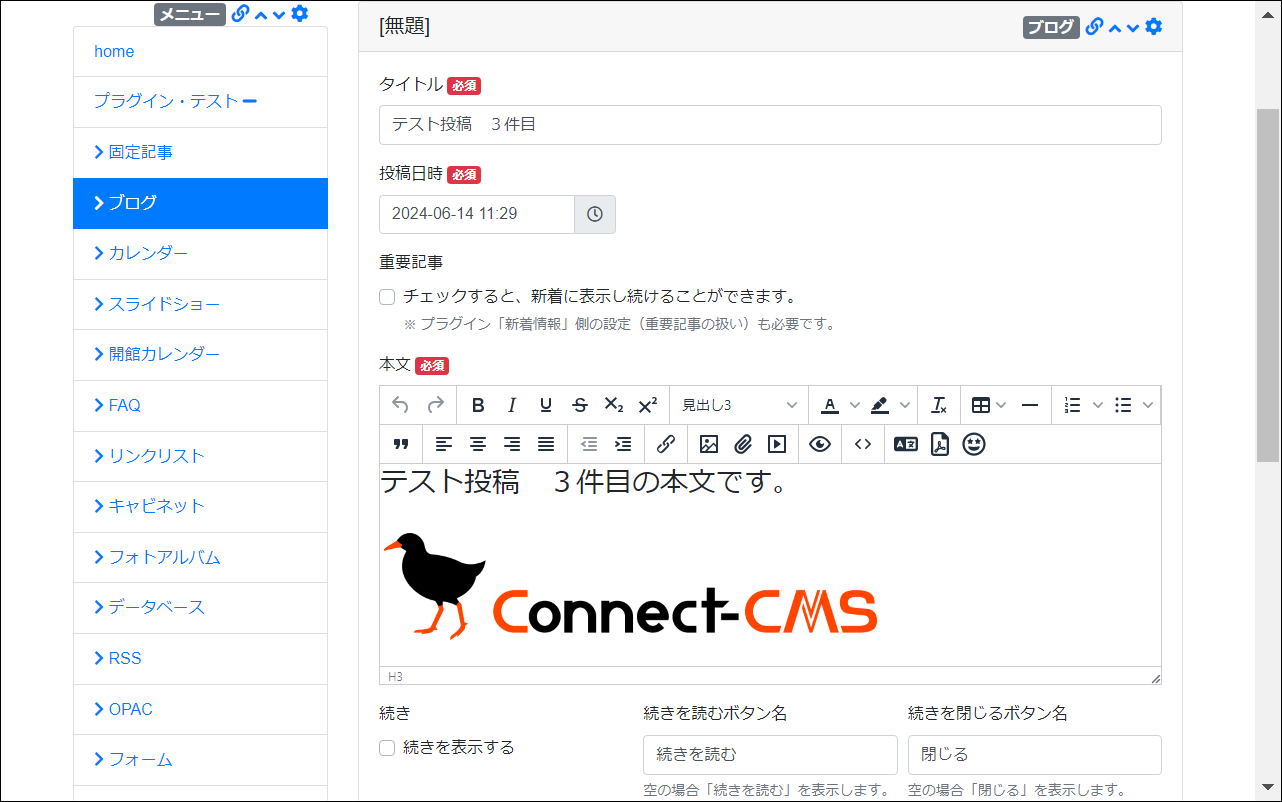 メニュー
home
プラグイン・テスト
固定記事
ブログ
カレンダー
スライドショー
開館カレンダー
FAQ
リンクリスト
キャビネット
フォトアルバム
データベース
RSS
OPAC
フォーム
[無題]
ブログ
タイトル 必須
テスト投稿　３件目
投稿日時 必須
2024-06-14 11:29
重要記事
チェックすると、新着に表示し続けることができます。
※ プラグイン「新着情報」側の設定（重要記事の扱い）も必要です。
本文 必須
見出し3
テスト投稿　３件目の本文です。
Connect-CMS
H3
続き
続きを表示する
続きを読むボタン名
続きを読む
空の場合「続きを読む」を表示します。
続きを閉じるボタン名
閉じる
空の場合「閉じる」を表示します。